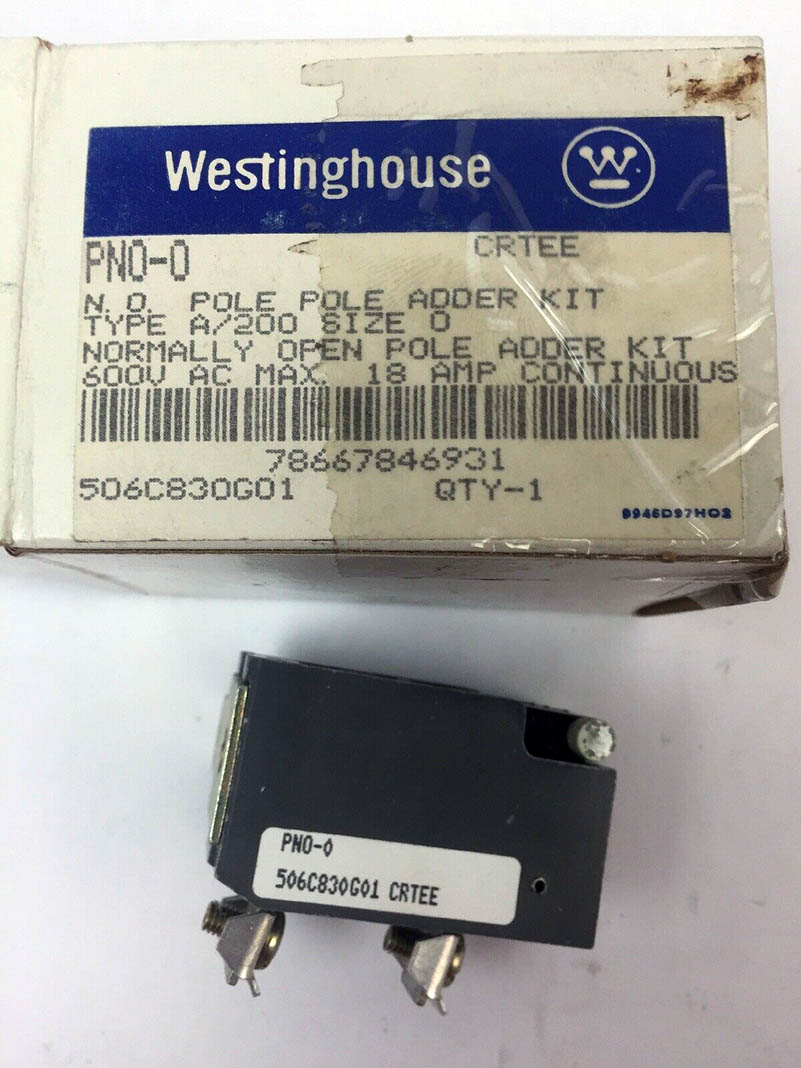 Westinghouse W
PNO-0 CRTEE
N.O. POLE POLE ADDER KIT
TYPE A/200 SIZE 0
NORMALLY OPEN POLE ADDER KIT
600V AC MAX. 18 AMP CONTINUOUS
78667846931
506C830G01 QTY-1
8946D97H03
PNO-0
506C830G01 CRTEE